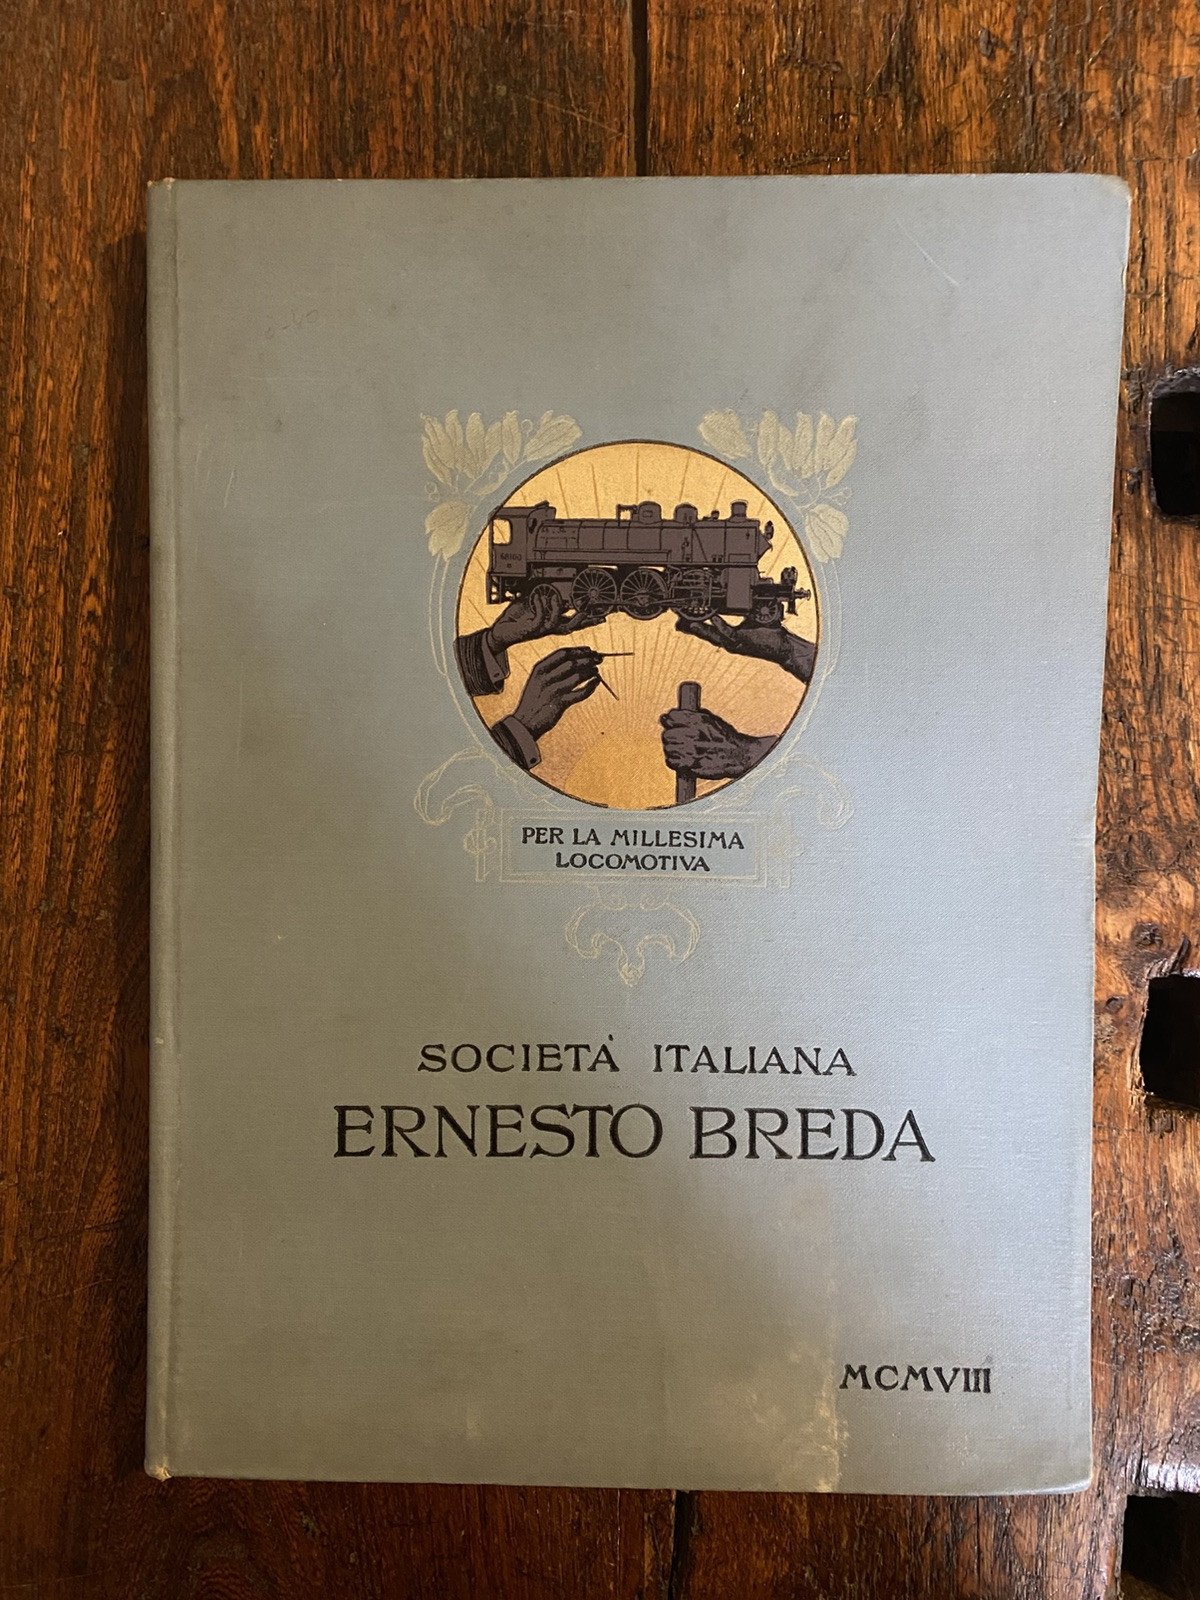 PER LA MILLESIMA
LOCOMOTIVA
SOCIETÀ ITALIANA
ERNESTO BREDA
MCMVIII